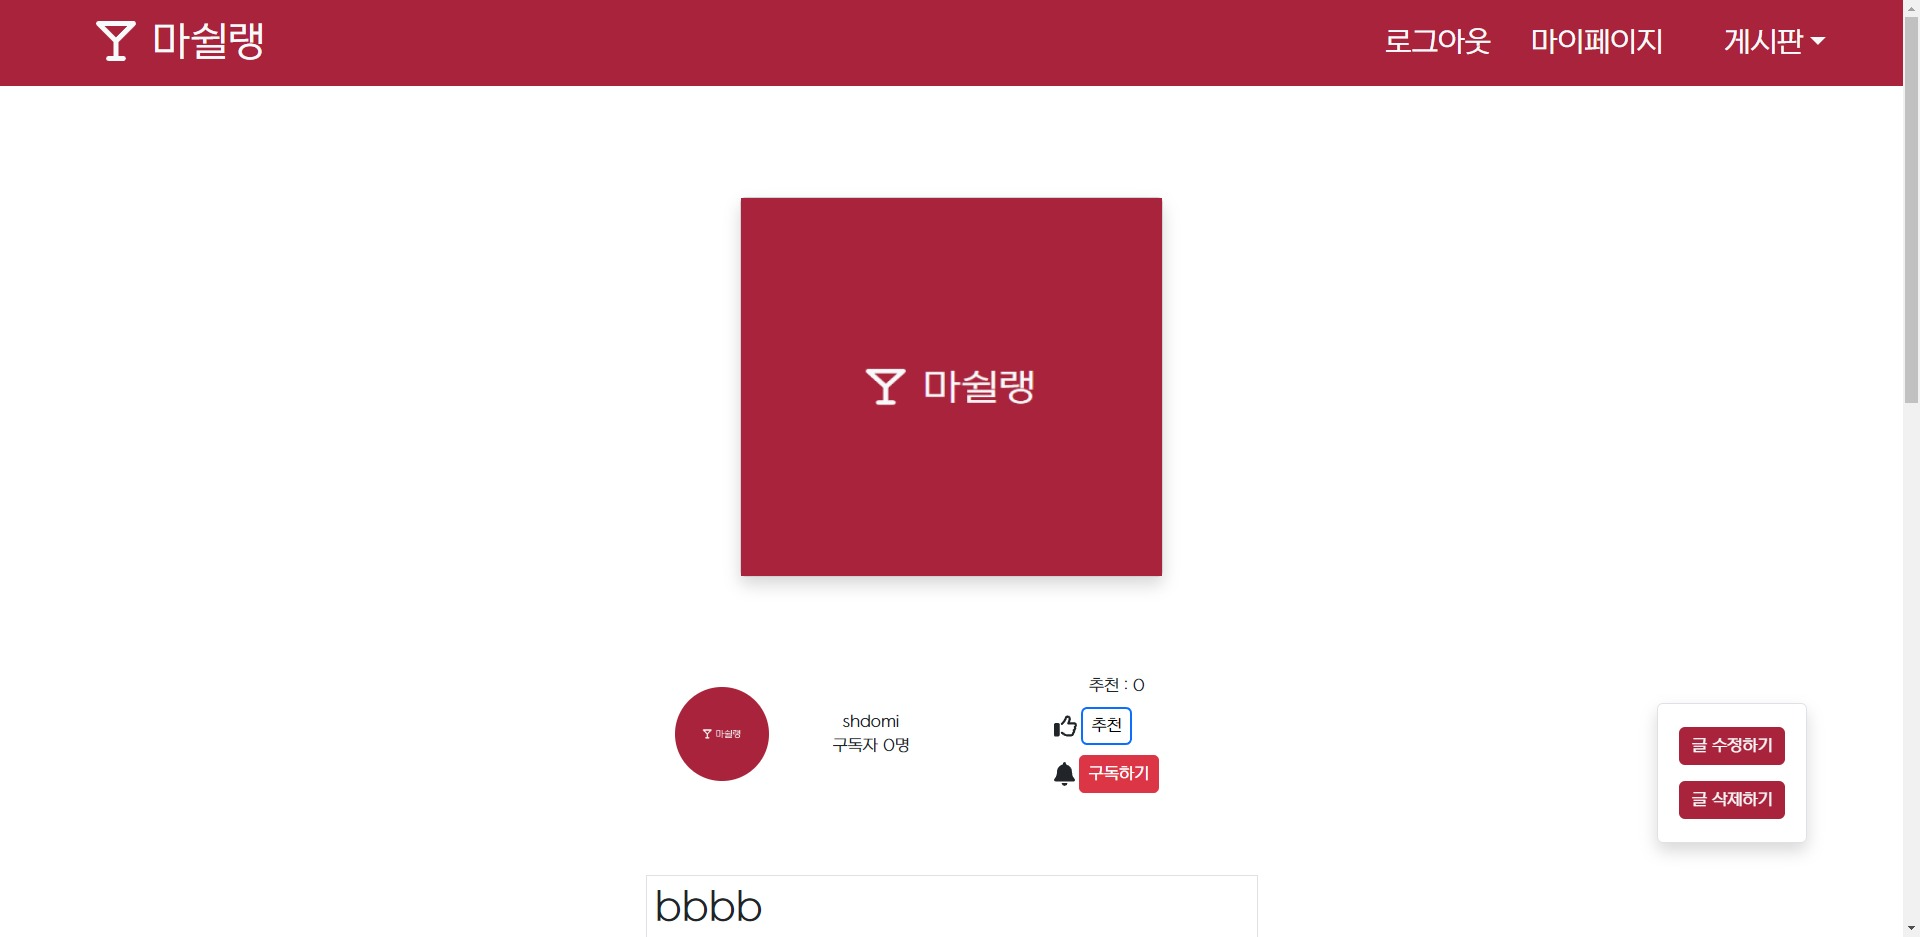 마쉴랭
로그아웃 마이페이지 게시판
마쉴랭
마쉴랭
shdomi
구독자 0명
추천 : 0
추천
구독하기
글 수정하기
글 삭제하기
bbbb